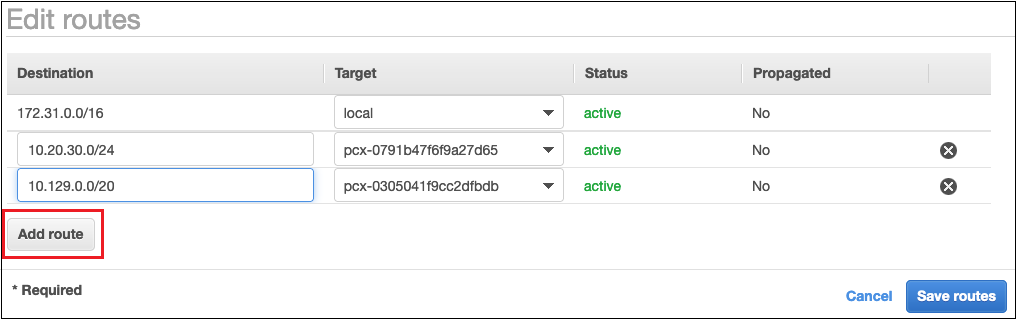 Edit routes
Destination Target Status Propagated
172.31.0.0/16 local active No
10.20.30.0/24 pcx-0791b47f6f9a27d65 active No
10.129.0.0/20 pcx-0305041f9cc2dfbdb active No
Add route
* Required
Cancel Save routes